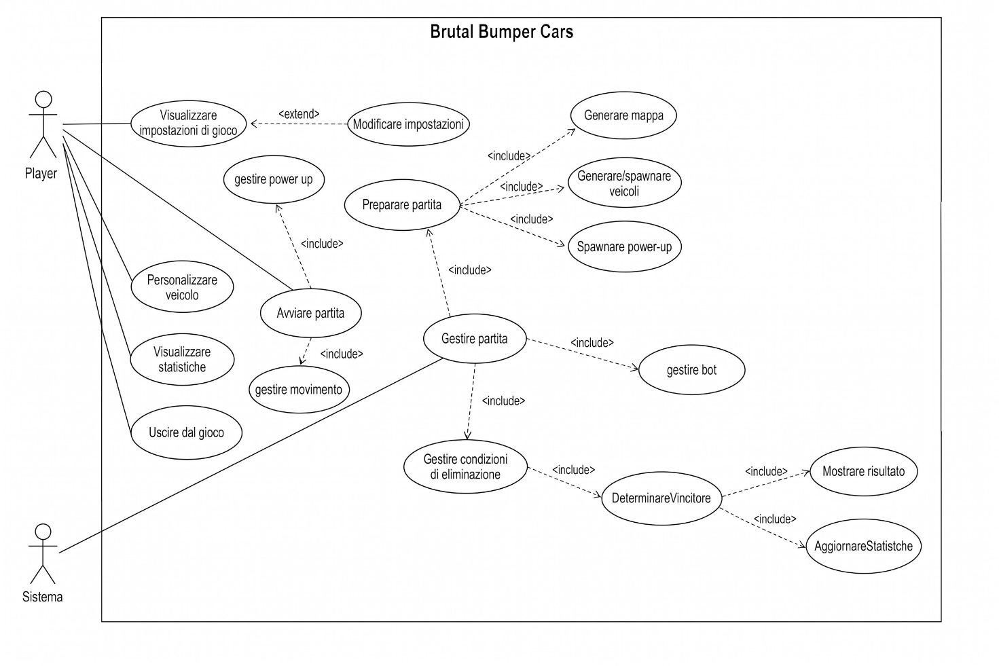 Brutal Bumper Cars
Player
Visualizzare
impostazioni di gioco
<extend>
Modificare impostazioni
Generare mappa
<include>
gestire power up
Preparare partita
<include>
Generare/spawnare
veicoli
<include>
Spawnare power-up
<include>
<include>
Personalizzare
veicolo
Avviare partita
Gestire partita
<include>
gestire bot
Visualizzare
statistiche
<include>
gestire movimento
<include>
Uscire dal gioco
Gestire condizioni
di eliminazione
<include>
DeterminareVincitore
<include>
Mostrare risultato
<include>
AggiornareStatistche
Sistema